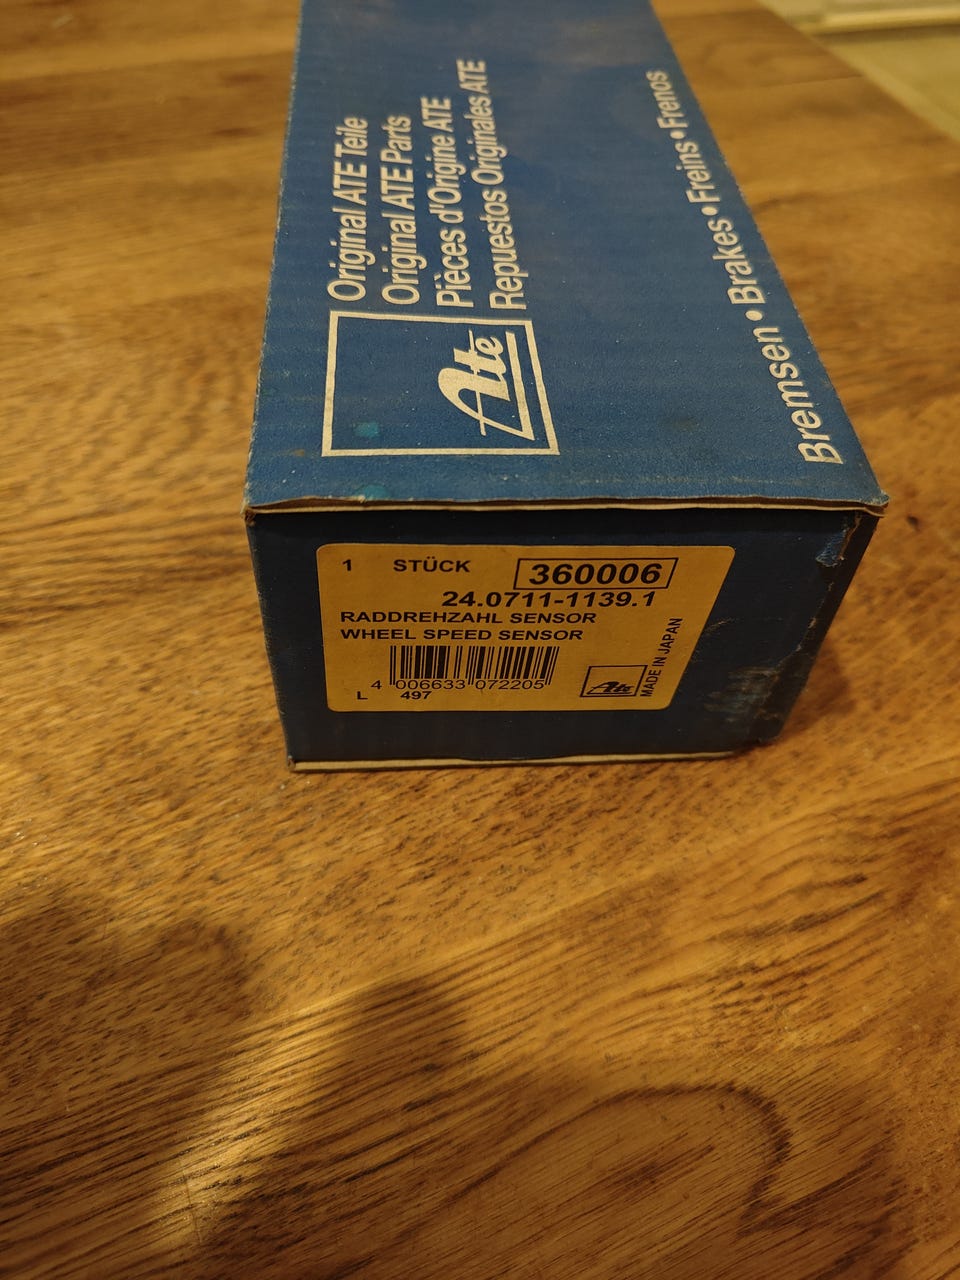 Original ATE Teile
Original ATE Parts
Pièces d'Origine ATE
Repuestos Originales ATE
Ate
Bremsen • Brakes • Freins • Frenos
1 STÜCK 360006
24.0711-1139.1
RADDREHZAHL SENSOR
WHEEL SPEED SENSOR
4 006633 072205
L 497
Ate
MADE IN JAPAN